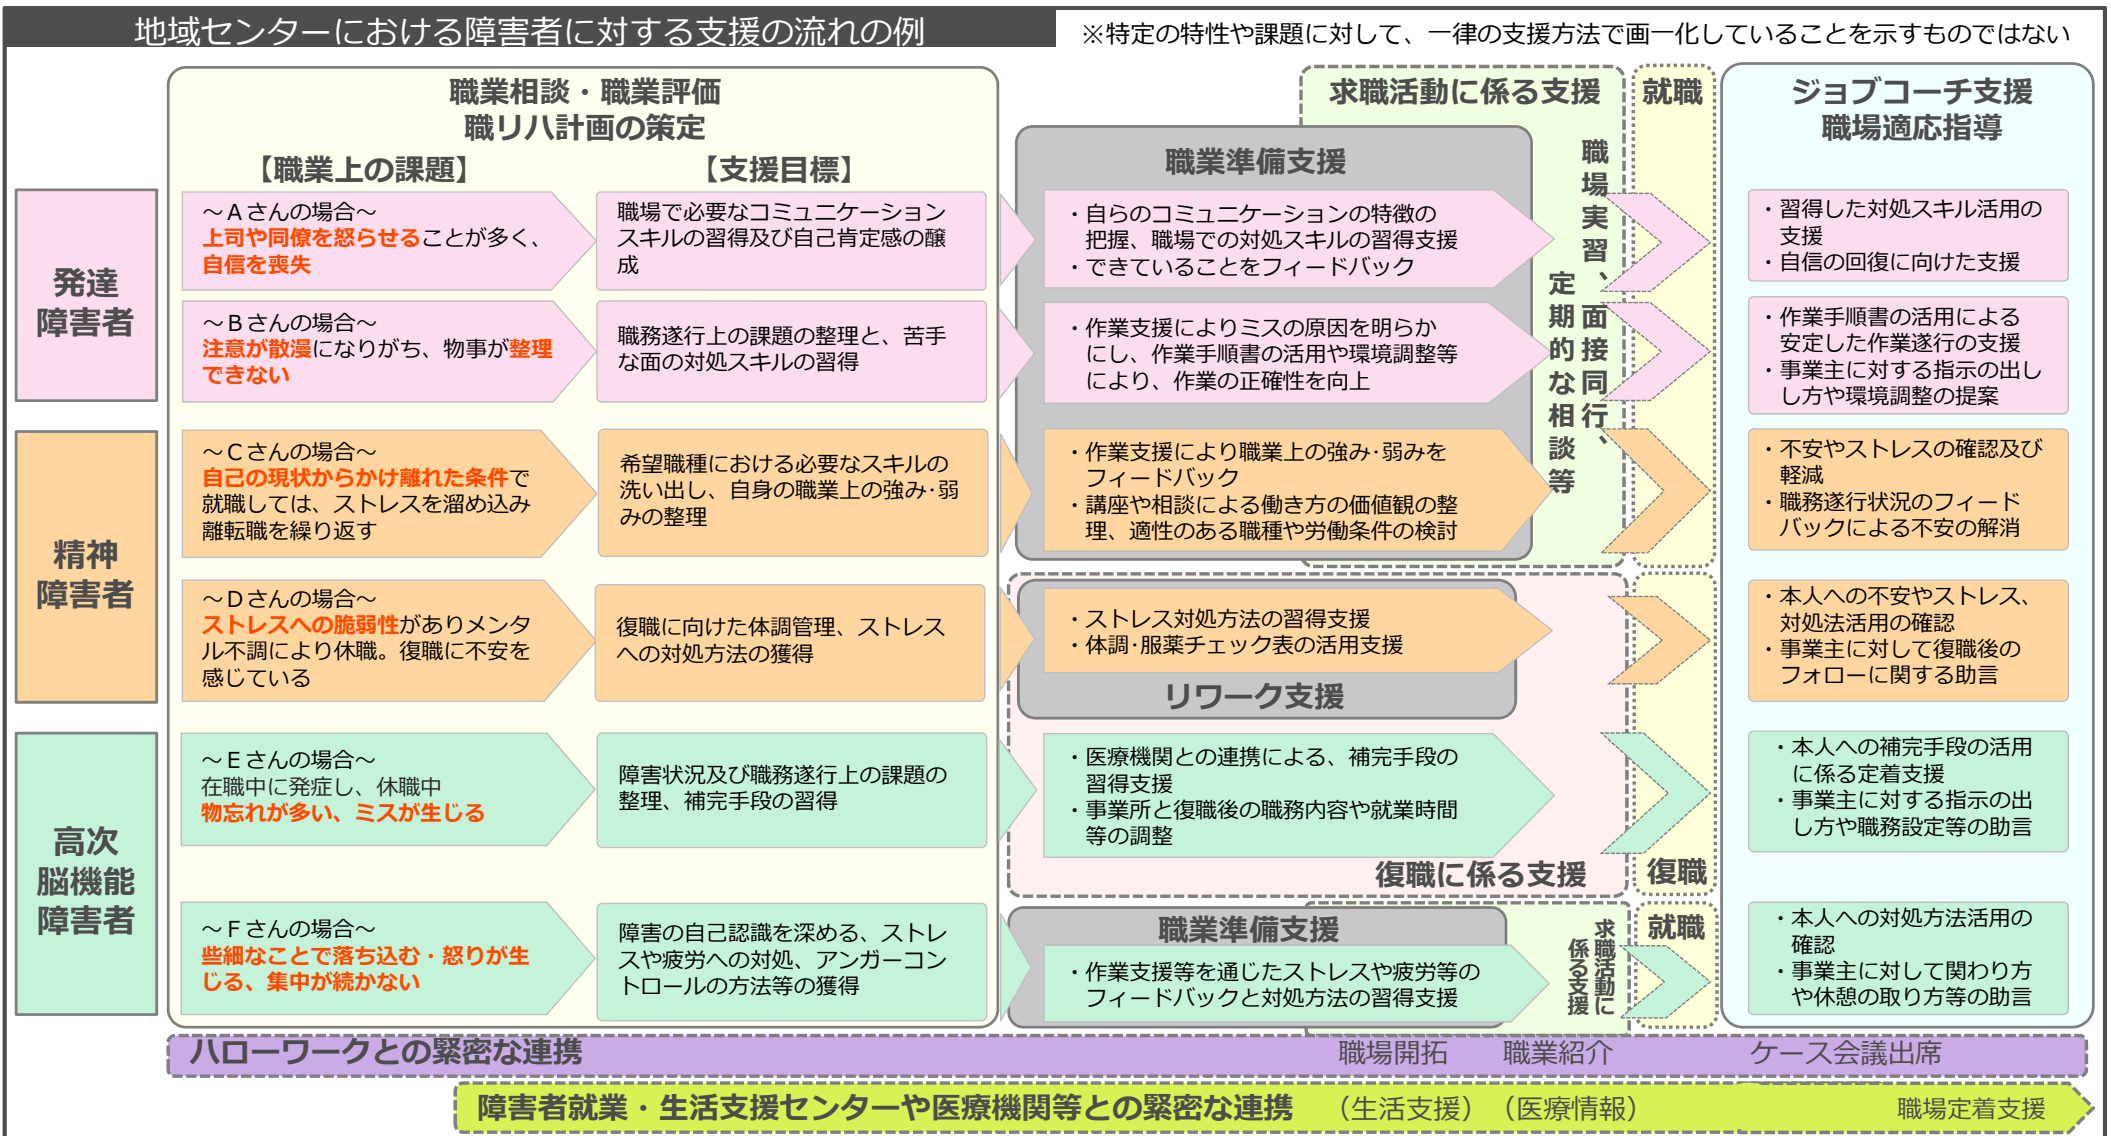 地域センターにおける障害者に対する支援の流れの例
※特定の特性や課題に対して、一律の支援方法で画一化していることを示すものではない
職業相談・職業評価
職リハ計画の策定
【職業上の課題】
【支援目標】
求職活動に係る支援
就職
ジョブコーチ支援
職場適応指導
職業準備支援
職場実習、面接同行、
定期的な相談等
発達
障害者
～Aさんの場合～
上司や同僚を怒らせることが多く、
自信を喪失
職場で必要なコミュニケーション
スキルの習得及び自己肯定感の醸
成
・自らのコミュニケーションの特徴の
把握、職場での対処スキルの習得支援
・できていることをフィードバック
・習得した対処スキル活用の
支援
・自信の回復に向けた支援
～Bさんの場合～
注意が散漫になりがち、物事が整理
できない
職務遂行上の課題の整理と、苦手
な面の対処スキルの習得
・作業支援によりミスの原因を明らか
にし、作業手順書の活用や環境調整等
により、作業の正確性を向上
・作業手順書の活用による
安定した作業遂行の支援
・事業主に対する指示の出し
し方や環境調整の提案
精神
障害者
～Cさんの場合～
自己の現状からかけ離れた条件で
就職しては、ストレスを溜め込み
離転職を繰り返す
希望職種における必要なスキルの
洗い出し、自身の職業上の強み･弱
みの整理
・作業支援により職業上の強み･弱みを
フィードバック
・講座や相談による働き方の価値観の整
理、適性のある職種や労働条件の検討
・不安やストレスの確認及び
軽減
・職務遂行状況のフィード
バックによる不安の解消
～Dさんの場合～
ストレスへの脆弱性がありメンタ
ル不調により休職。復職に不安を
感じている
復職に向けた体調管理、ストレス
への対処方法の獲得
・ストレス対処方法の習得支援
・体調･服薬チェック表の活用支援
リワーク支援
・本人への不安やストレス、
対処法活用の確認
・事業主に対して復職後の
フォローに関する助言
高次
脳機能
障害者
～Eさんの場合～
在職中に発症し、休職中
物忘れが多い、ミスが生じる
障害状況及び職務遂行上の課題の
整理、補完手段の習得
・医療機関との連携による、補完手段の
習得支援
・事業所と復職後の職務内容や就業時間
等の調整
復職に係る支援
復職
・本人への補完手段の活用
に係る定着支援
・事業主に対する指示の出
し方や職務設定等の助言
～Fさんの場合～
些細なことで落ち込む・怒りが生
じる、集中が続かない
障害の自己認識を深める、ストレ
スや疲労への対処、アンガーコン
トロールの方法等の獲得
職業準備支援
・作業支援等を通じたストレスや疲労等の
フィードバックと対処方法の習得支援
求職活動に
係る支援
就職
・本人への対処方法活用の
確認
・事業主に対して関わり方
や休憩の取り方等の助言
ハローワークとの緊密な連携 職場開拓 職業紹介 ケース会議出席
障害者就業・生活支援センターや医療機関等との緊密な連携 （生活支援）（医療情報） 職場定着支援